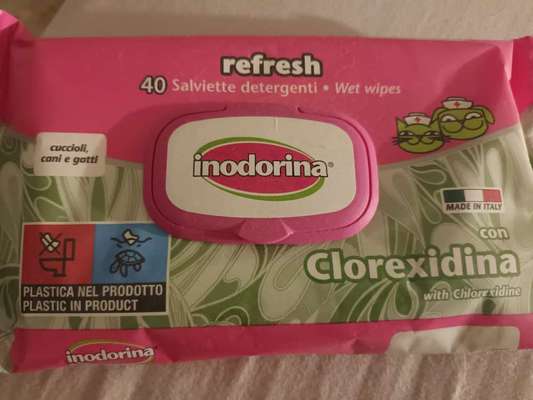 refresh
40 Salviette detergenti • Wet wipes
cuccioli,
cani e gatti
inodorina®
MADE IN ITALY
con
Clorexidina
with Chlorexidine
PLASTICA NEL PRODOTTO
PLASTIC IN PRODUCT
inodorina